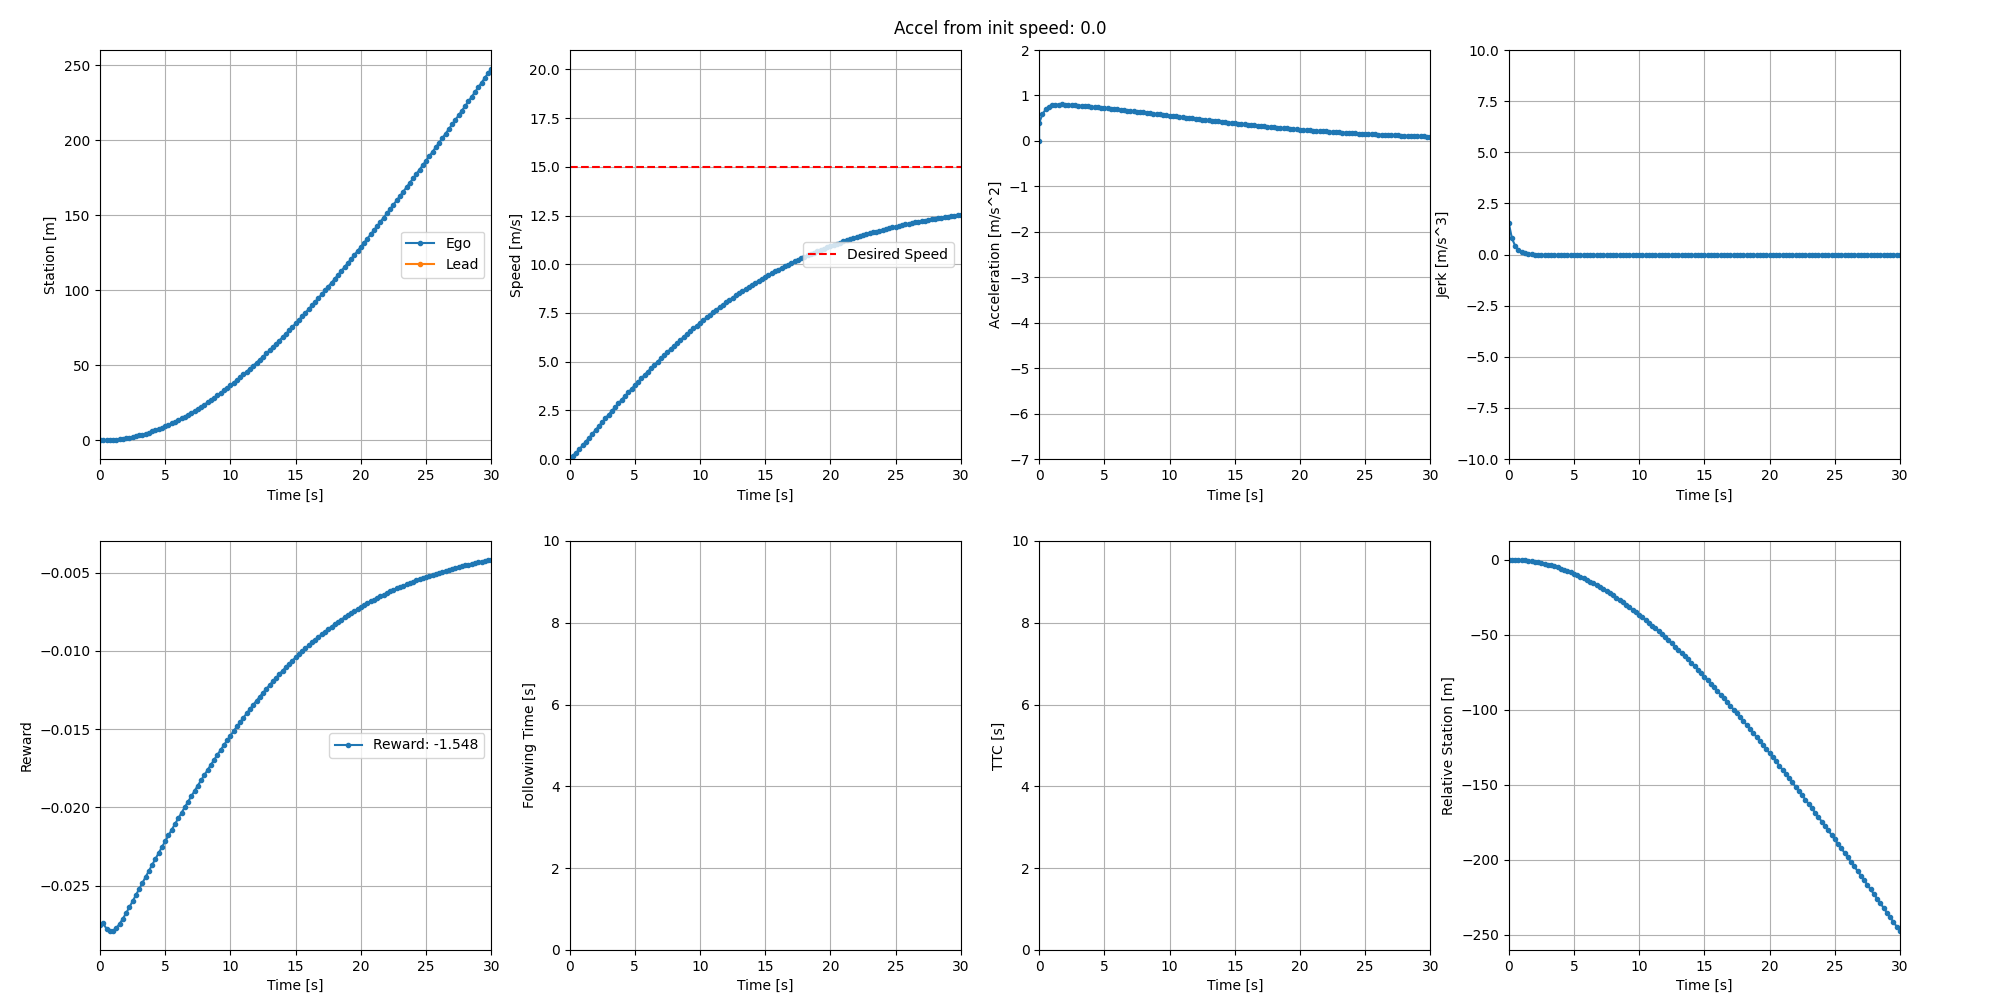 Accel from init speed: 0.0
250
200
150
100
50
0
Station [m]
Ego
Lead
0 5 10 15 20 25 30
Time [s]
20.0
17.5
15.0
12.5
10.0
7.5
5.0
2.5
0.0
Speed [m/s]
Desired Speed
0 5 10 15 20 25 30
Time [s]
2
1
0
−1
−2
−3
−4
−5
−6
−7
Acceleration [m/s^2]
0 5 10 15 20 25 30
Time [s]
10.0
7.5
5.0
2.5
0.0
−2.5
−5.0
−7.5
−10.0
Jerk [m/s^3]
0 5 10 15 20 25 30
Time [s]
−0.005
−0.010
−0.015
−0.020
−0.025
Reward
Reward: -1.548
0 5 10 15 20 25 30
Time [s]
10
8
6
4
2
0
Following Time [s]
0 5 10 15 20 25 30
Time [s]
10
8
6
4
2
0
TTC [s]
0 5 10 15 20 25 30
Time [s]
0
−50
−100
−150
−200
−250
Relative Station [m]
0 5 10 15 20 25 30
Time [s]